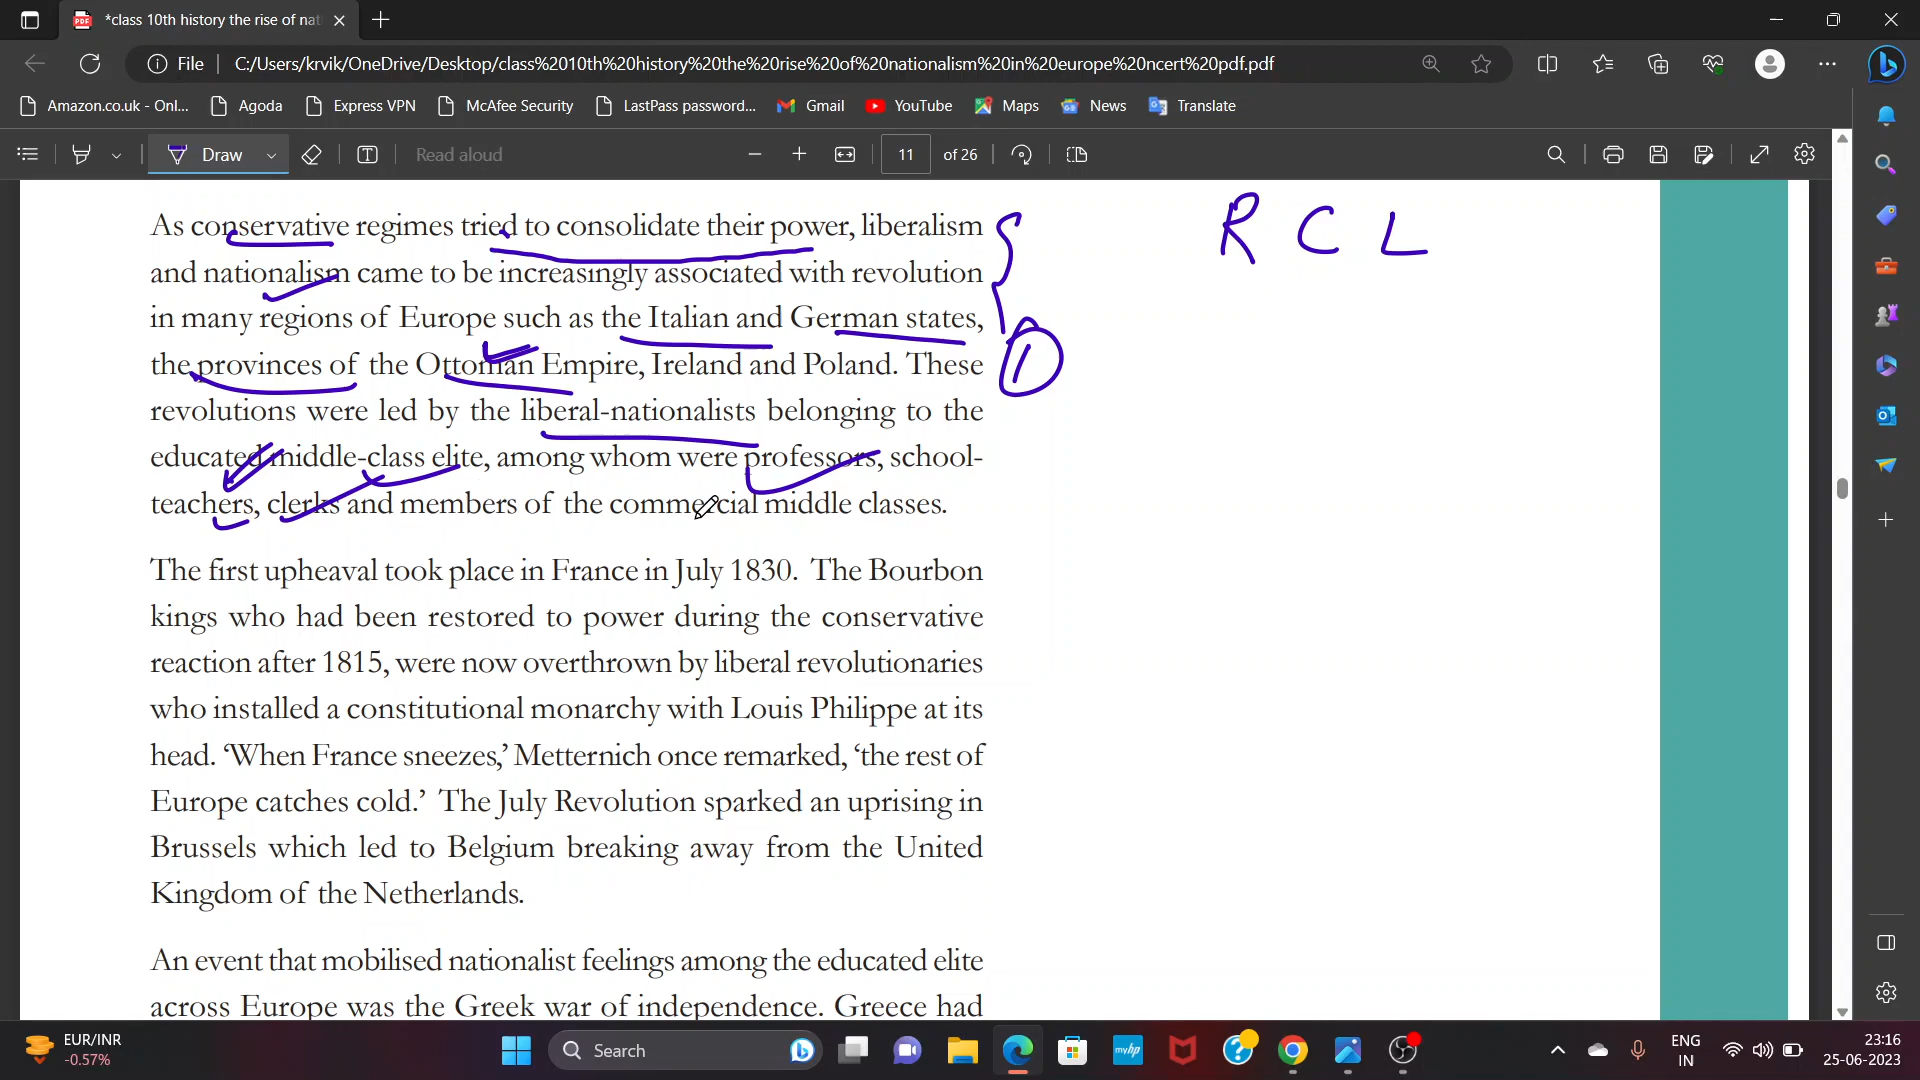 *class 10th history the rise of nat
File
C:/Users/krvik/OneDrive/Desktop/class%2010th%20history%20the%20rise%20of%20nationalism%20in%20europe%20ncert%20pdf.pdf
Amazon.co.uk - Onl...
Agoda
Express VPN
McAfee Security
LastPass password...
Gmail
YouTube
Maps
News
Translate
Draw
Read aloud
11 of 26
As conservative regimes tried to consolidate their power, liberalism
and nationalism came to be increasingly associated with revolution
in many regions of Europe such as the Italian and German states,
the provinces of the Ottoman Empire, Ireland and Poland. These
revolutions were led by the liberal-nationalists belonging to the
educated middle-class elite, among whom were professors, school-
teachers, clerks and members of the commercial middle classes.
R C L
1
The first upheaval took place in France in July 1830. The Bourbon
kings who had been restored to power during the conservative
reaction after 1815, were now overthrown by liberal revolutionaries
who installed a constitutional monarchy with Louis Philippe at its
head. ‘When France sneezes,’ Metternich once remarked, ‘the rest of
Europe catches cold.’ The July Revolution sparked an uprising in
Brussels which led to Belgium breaking away from the United
Kingdom of the Netherlands.
An event that mobilised nationalist feelings among the educated elite
across Europe was the Greek war of independence. Greece had
EUR/INR
-0.57%
Search
myhp
ENG
IN
23:16
25-06-2023